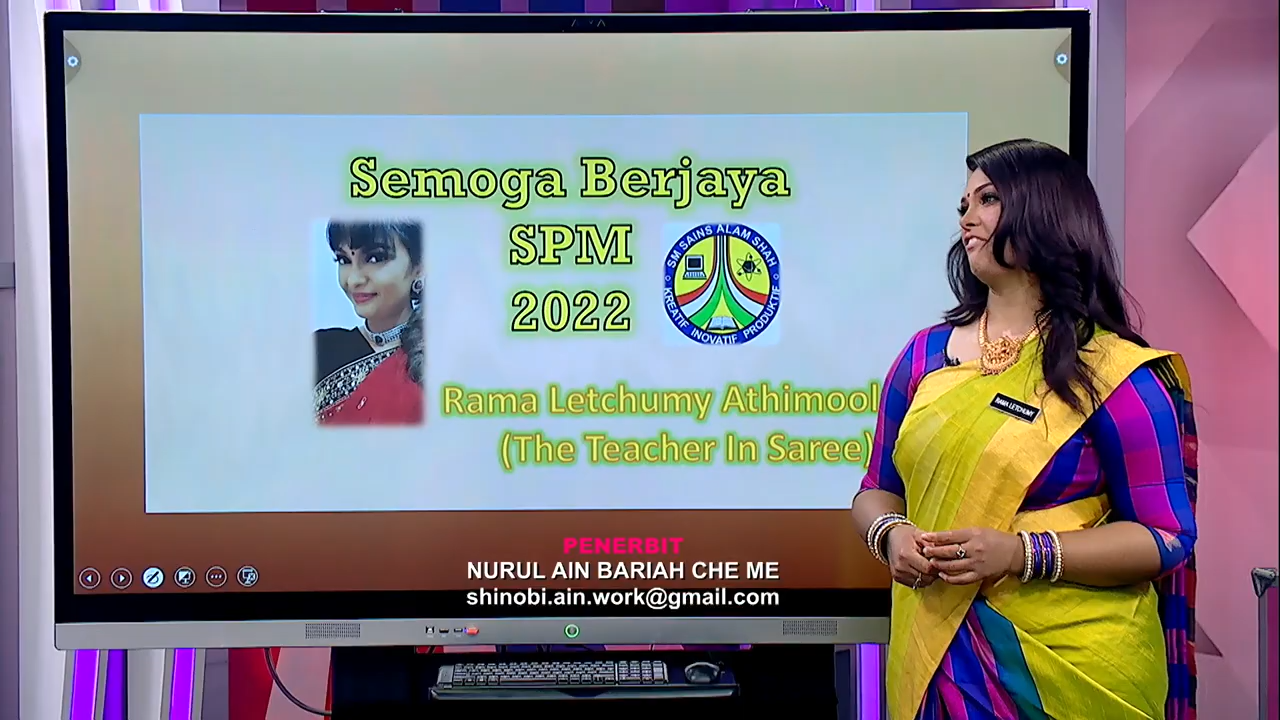 Semoga Berjaya
SPM
2022
SM SAINS ALAM SHAH
KREATIF INOVATIF PRODUKTIF
Rama Letchumy Athimool
(The Teacher In Saree)
RAMA LETCHUMY
PENERBIT
NURUL AIN BARIAH CHE ME
shinobi.ain.work@gmail.com